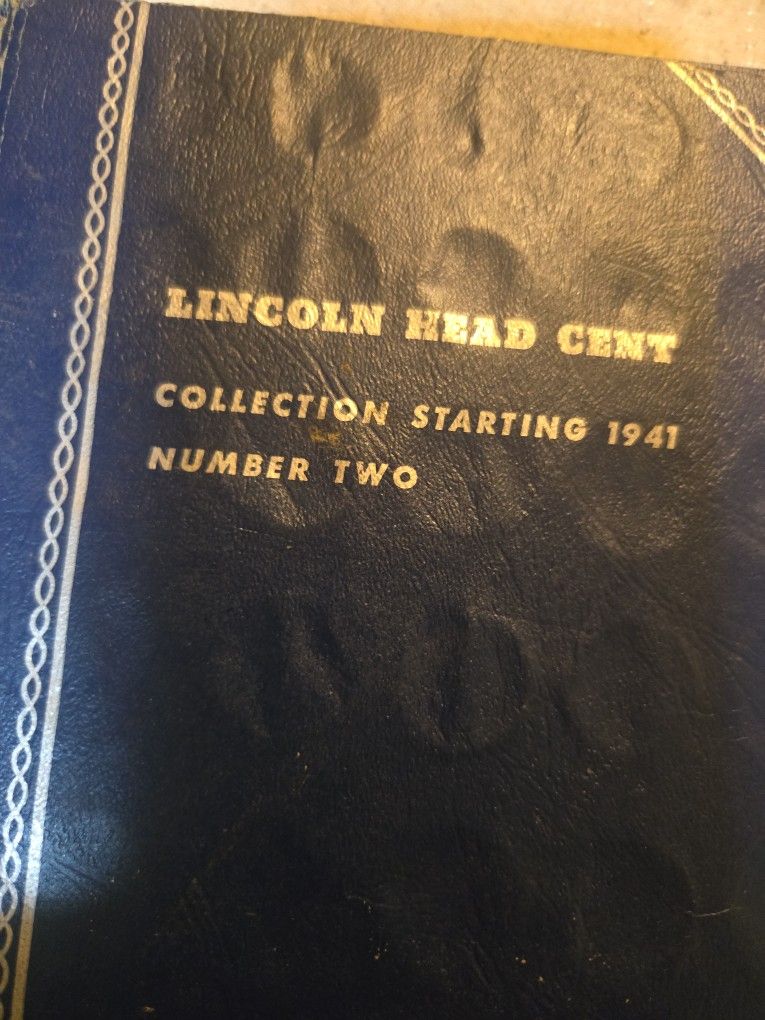 LINCOLN HEAD CENT
COLLECTION STARTING 1941
NUMBER TWO